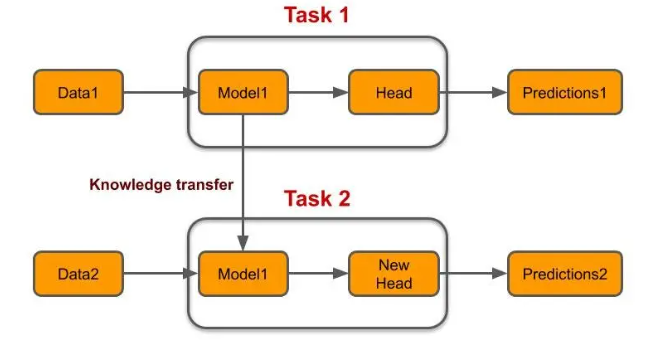 Task 1
Data1
Model1
Head
Predictions1
Knowledge transfer
Task 2
Data2
Model1
New
Head
Predictions2